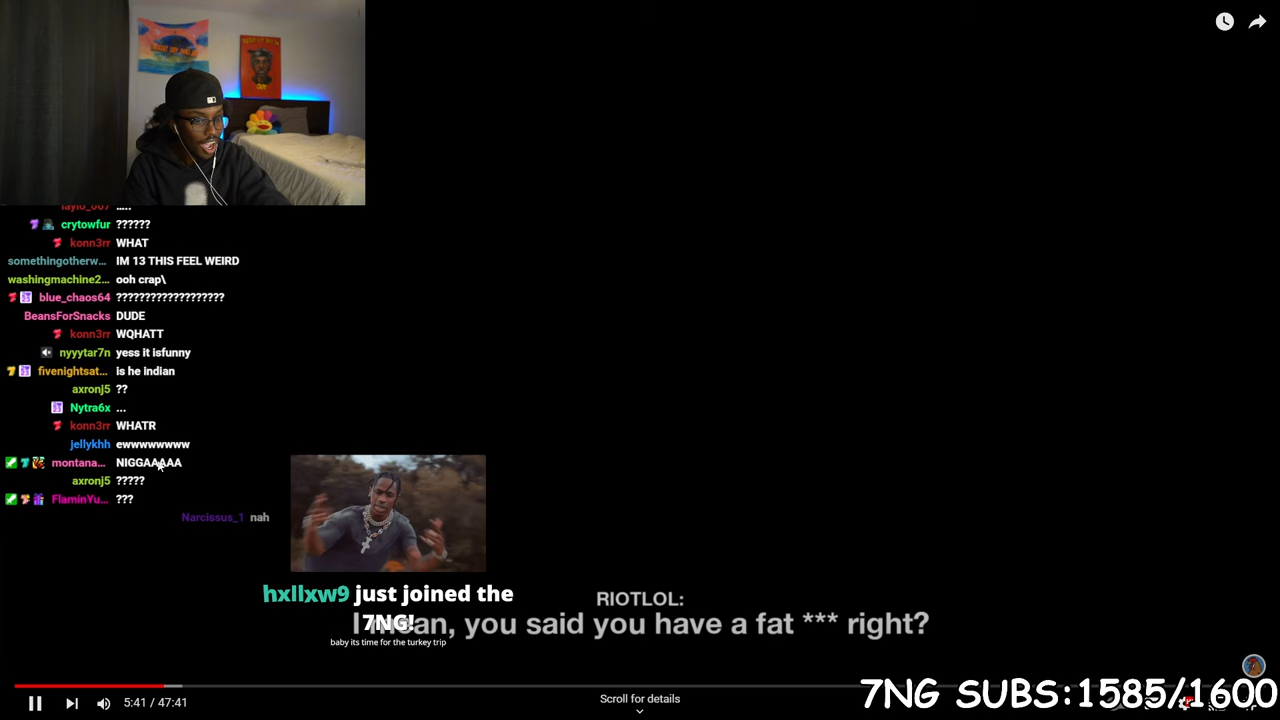 .....
crytowfur ??????
konn3rr WHAT
somethingotherw... IM 13 THIS FEEL WEIRD
washingmachine2... ooh crap\
blue_chaos64 ???????????????????
BeansForSnacks DUDE
konn3rr WQHATT
nyyytar7n yess it isfunny
fivenightsat... is he indian
axronj5 ??
Nytra6x ...
konn3rr WHATR
jellykhh ewwwwwwww
montana... NIGGAAAAA
axronj5 ?????
FlaminYu... ???
Narcissus_1 nah
hxllxw9 just joined the
7NG!
baby its time for the turkey trip
RIOTLOL:
I mean, you said you have a fat *** right?
5:41 / 47:41
Scroll for details
7NG SUBS:1585/1600